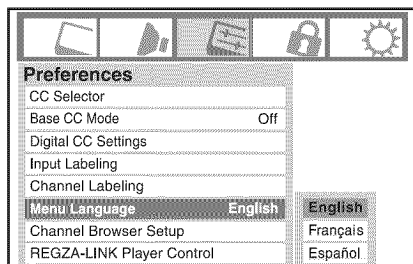 Preferences
CC Selector
Base CC Mode Off
Digital CC Settings
Input Labeling
Channel Labeling
Menu Language English
English
Channel Browser Setup
Français
REGZA-LINK Player Control
Español